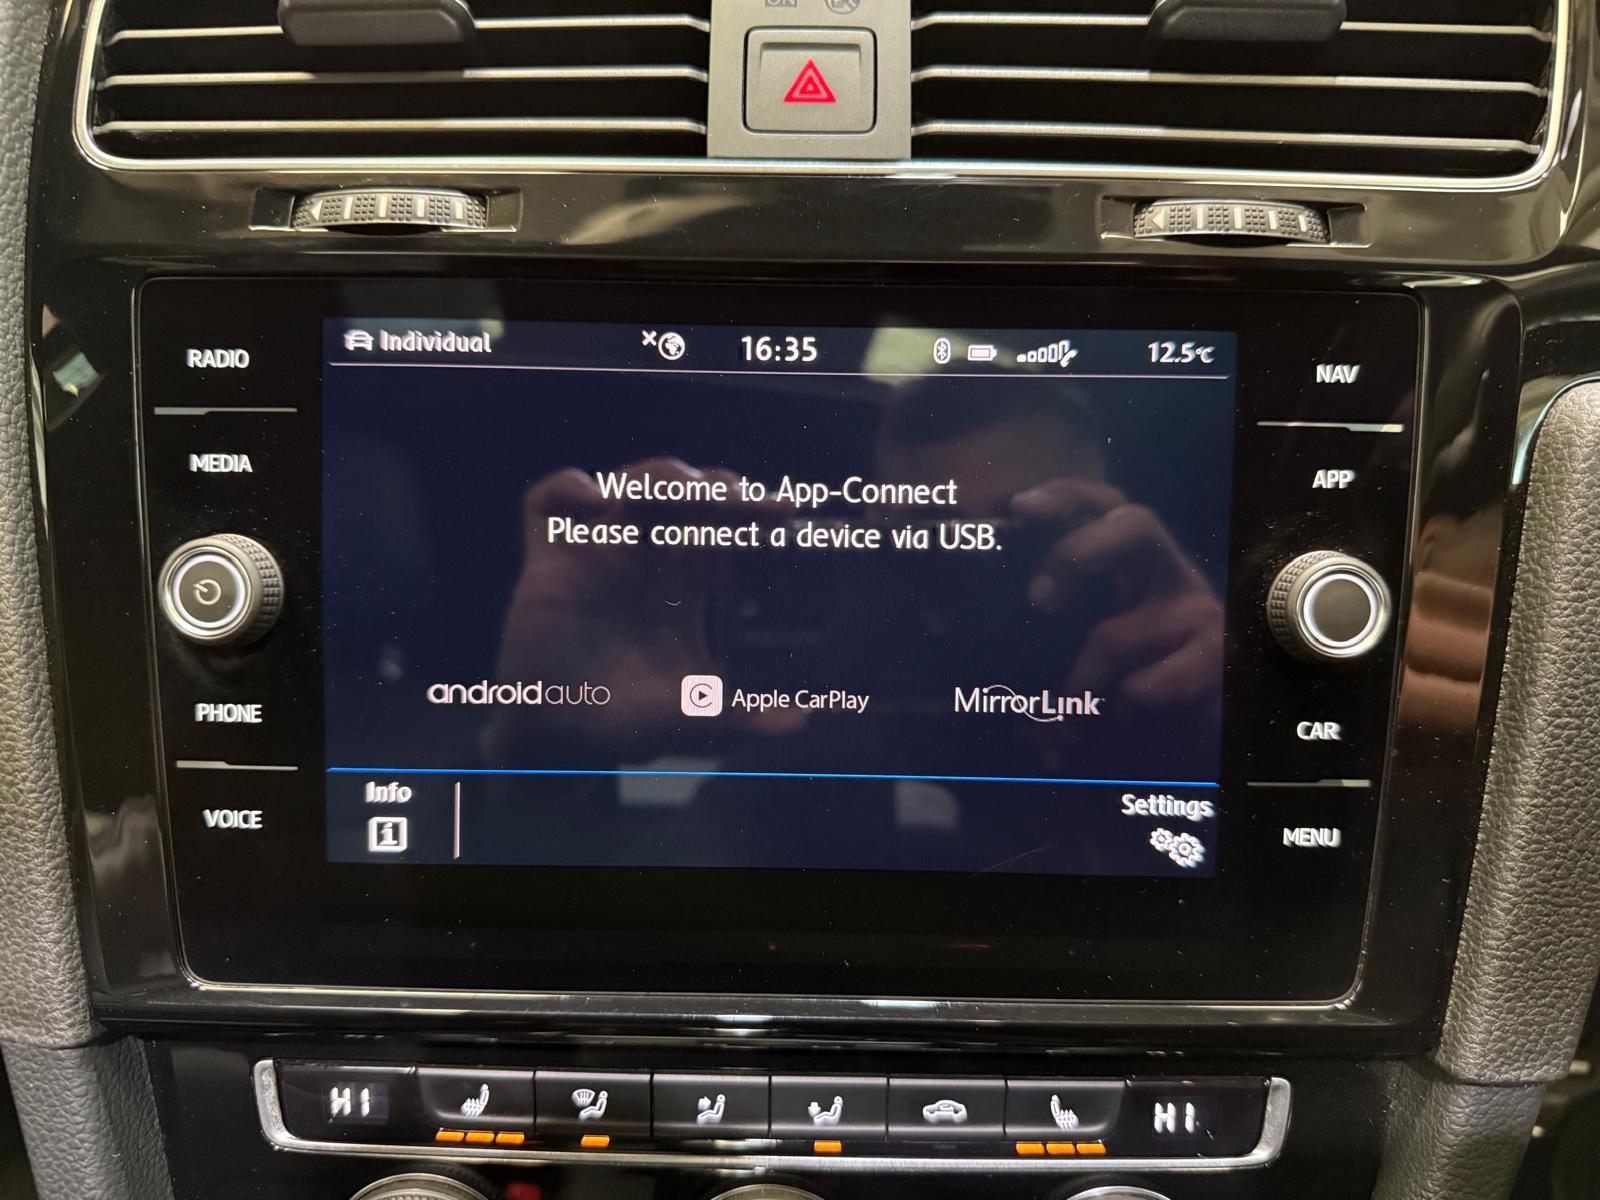 RADIO
MEDIA
PHONE
VOICE
Individual
16:35
12.5°C
Welcome to App-Connect
Please connect a device via USB.
androidauto
Apple CarPlay
MirrorLink
Info
Settings
NAV
APP
CAR
MENU
HI
HI